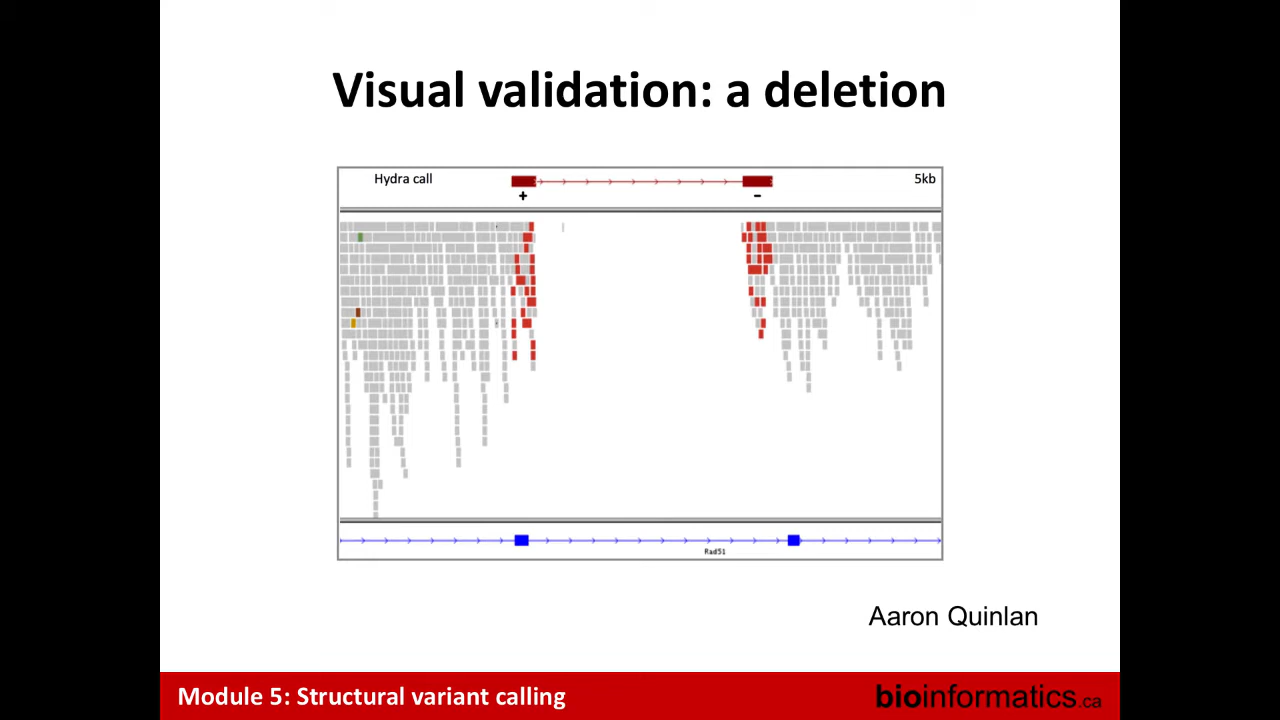 Visual validation: a deletion
Hydra call
5kb
+
-
Rad51
Aaron Quinlan
Module 5: Structural variant calling
bioinformatics.ca